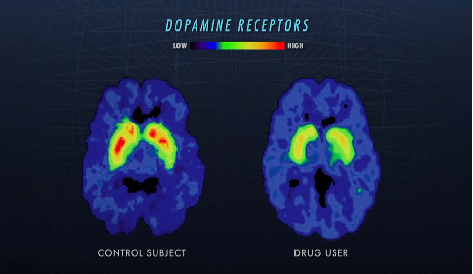 DOPAMINE RECEPTORS
LOW HIGH
CONTROL SUBJECT
DRUG USER